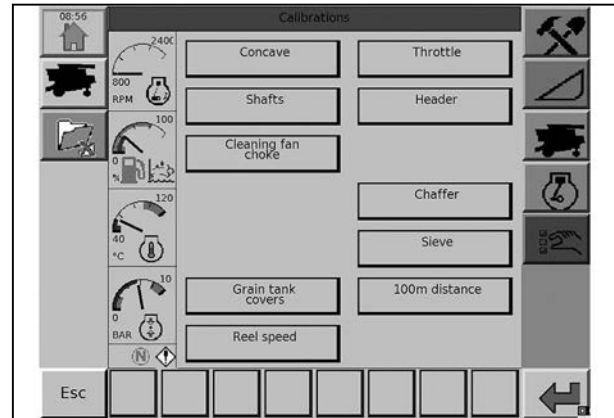 08:56
Calibrations
2400
800
RPM
100
0
%
120
40
°C
10
0
BAR
N
Concave
Throttle
Shafts
Header
Cleaning fan
choke
Chaffer
Sieve
Grain tank
covers
100m distance
Reel speed
Esc